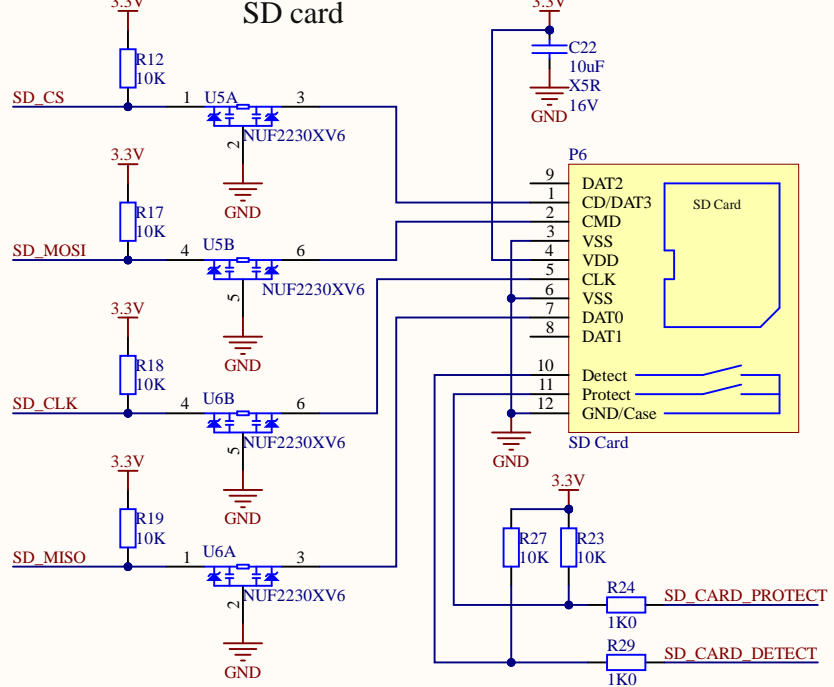 3.3V
SD card
3.3V
R12
10K
C22
10uF
X5R
16V
GND
SD_CS
1
U5A
3
NUF2230XV6
2
GND
3.3V
R17
10K
SD_MOSI
4
U5B
6
NUF2230XV6
5
GND
3.3V
R18
10K
SD_CLK
4
U6B
6
NUF2230XV6
5
GND
3.3V
R19
10K
SD_MISO
1
U6A
3
NUF2230XV6
2
GND
P6
9 DAT2
1 CD/DAT3
SD Card
2 CMD
3 VSS
4 VDD
5 CLK
6 VSS
7 DAT0
8 DAT1
10 Detect
11 Protect
12 GND/Case
SD Card
GND
3.3V
R27
10K
R23
10K
R24
1K0
SD_CARD_PROTECT
R29
1K0
SD_CARD_DETECT